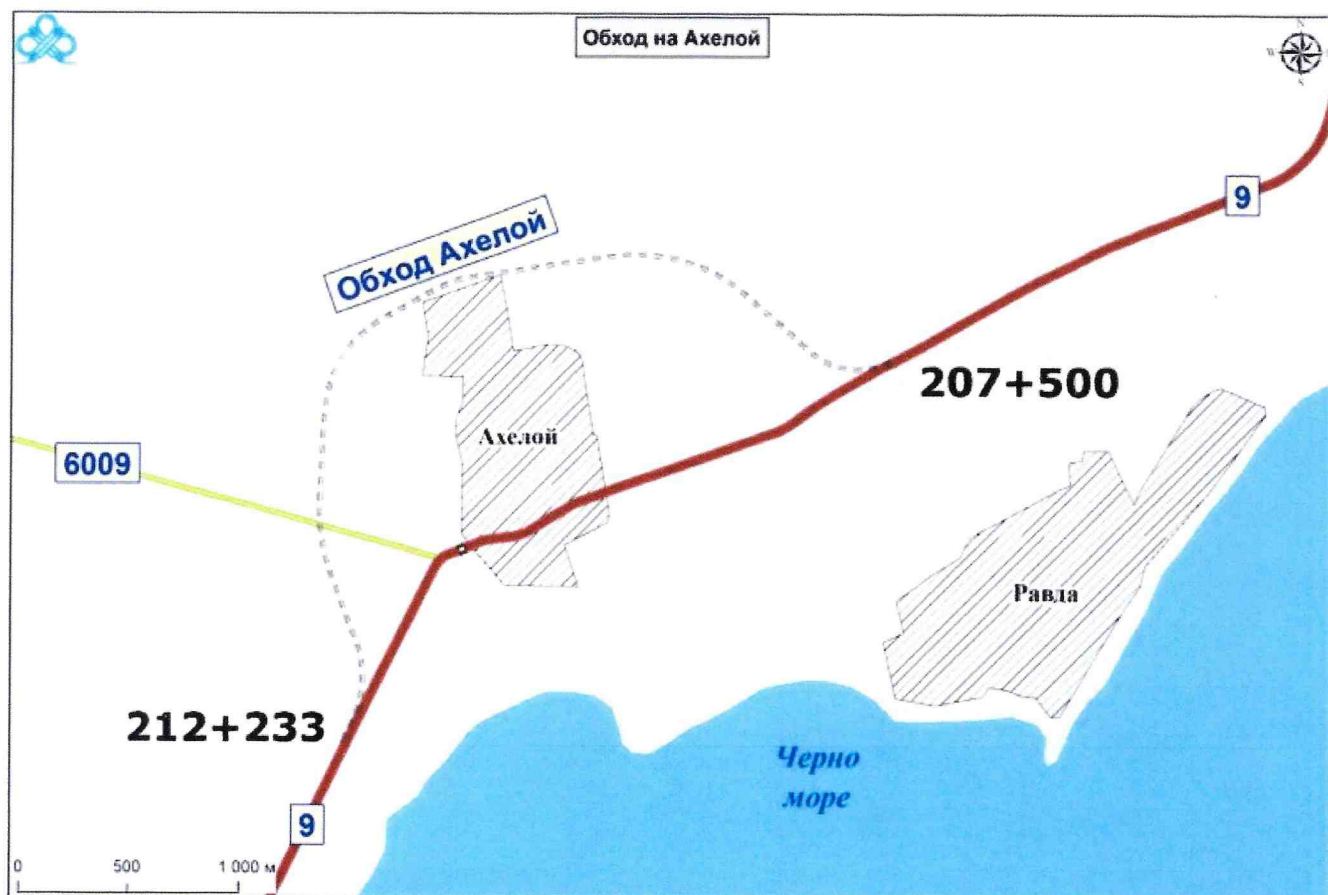 Обход на Ахелой
N
W
S
9
Обход Ахелой
207+500
Ахелой
6009
Равда
212+233
Черно
море
9
0 500 1 000 м